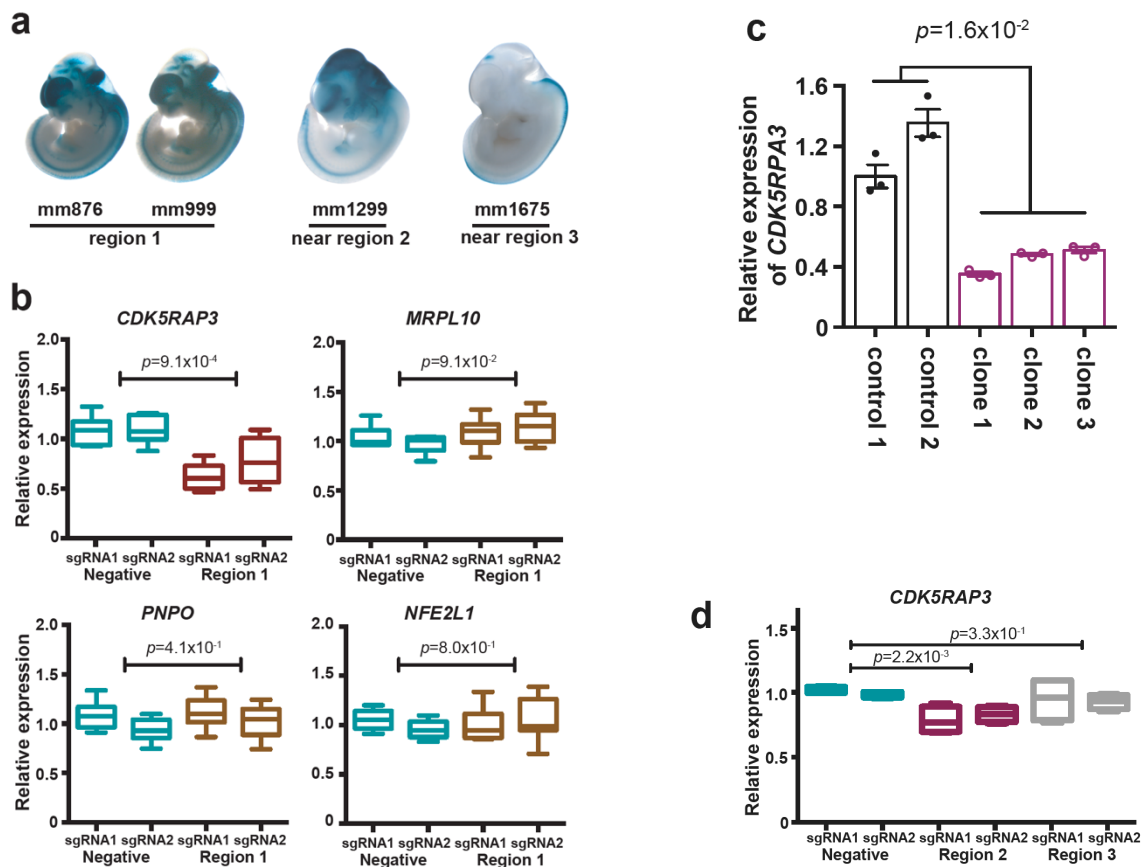 a
mm876 mm999 mm1299 mm1675
region 1 near region 2 near region 3
b
CDK5RAP3
Relative expression
2.0
1.5
1.0
0.5
0
p=9.1x10-4
sgRNA1 sgRNA2 sgRNA1 sgRNA2
Negative Region 1
MRPL10
2.0
1.5
1.0
0.5
0
p=9.1x10-2
sgRNA1 sgRNA2 sgRNA1 sgRNA2
Negative Region 1
PNPO
Relative expression
2.0
1.5
1.0
0.5
0
p=4.1x10-1
sgRNA1 sgRNA2 sgRNA1 sgRNA2
Negative Region 1
NFE2L1
2.0
1.5
1.0
0.5
0
p=8.0x10-1
sgRNA1 sgRNA2 sgRNA1 sgRNA2
Negative Region 1
c
p=1.6x10-2
Relative expression
of CDK5RPA3
1.6
1.2
0.8
0.4
0
control 1
control 2
clone 1
clone 2
clone 3
d
CDK5RAP3
Relative expression
1.5
1.0
0.5
0
p=3.3x10-1
p=2.2x10-3
sgRNA1 sgRNA2 sgRNA1 sgRNA2 sgRNA1 sgRNA2
Negative Region 2 Region 3